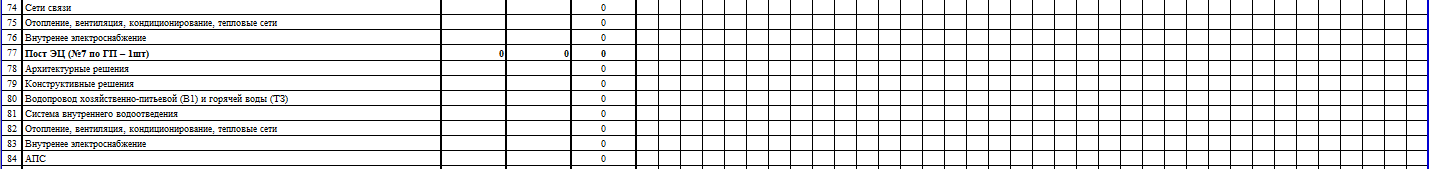 74 Сети связи 0
75 Отопление, вентиляция, кондиционирование, тепловые сети 0
76 Внутренее электроснабжение 0
77 Пост ЭЦ (№7 по ГП – 1шт) 0 0 0
78 Архитектурные решения 0
79 Конструктивные решения 0
80 Водопровод хозяйственно-питьевой (В1) и горячей воды (Т3) 0
81 Система внутреннего водоотведения 0
82 Отопление, вентиляция, кондиционирование, тепловые сети 0
83 Внутренее электроснабжение 0
84 АПС 0